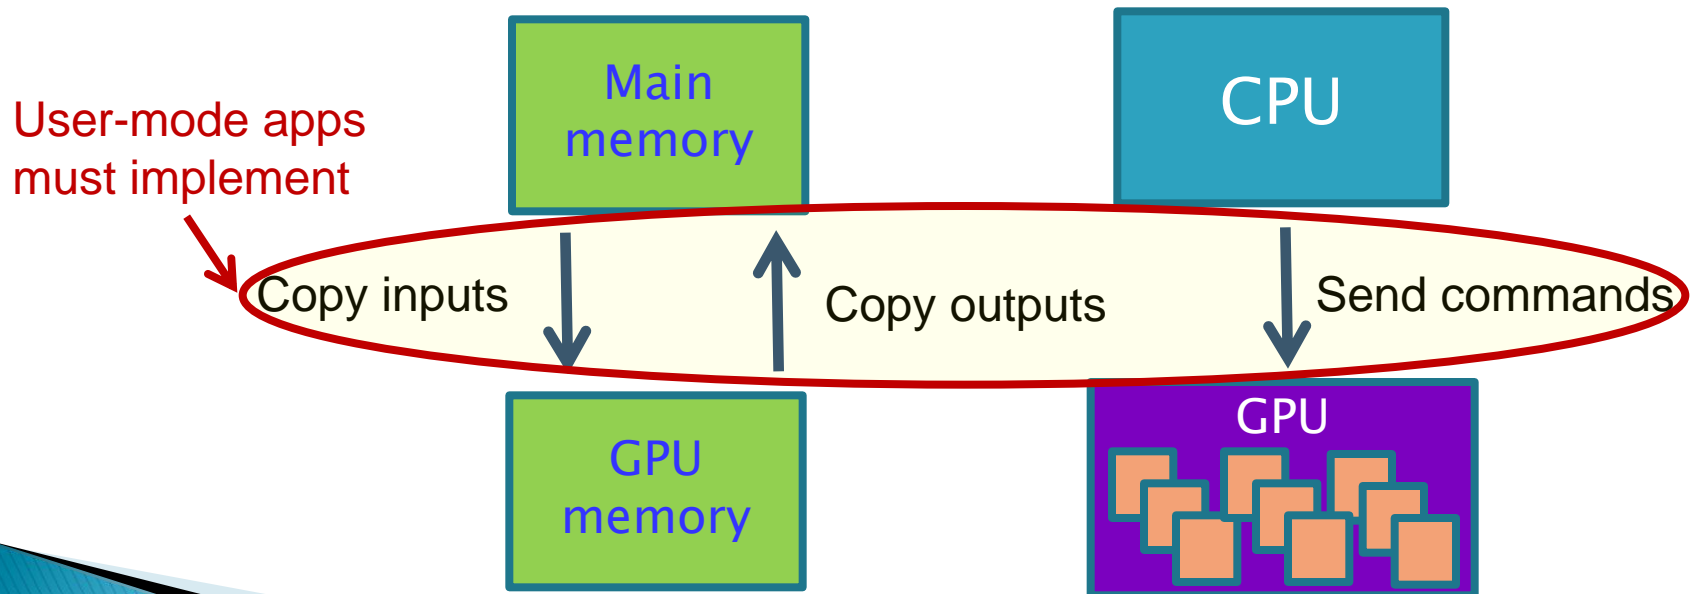 User-mode apps
must implement
Main
memory
CPU
Copy inputs
Copy outputs
Send commands
GPU
memory
GPU